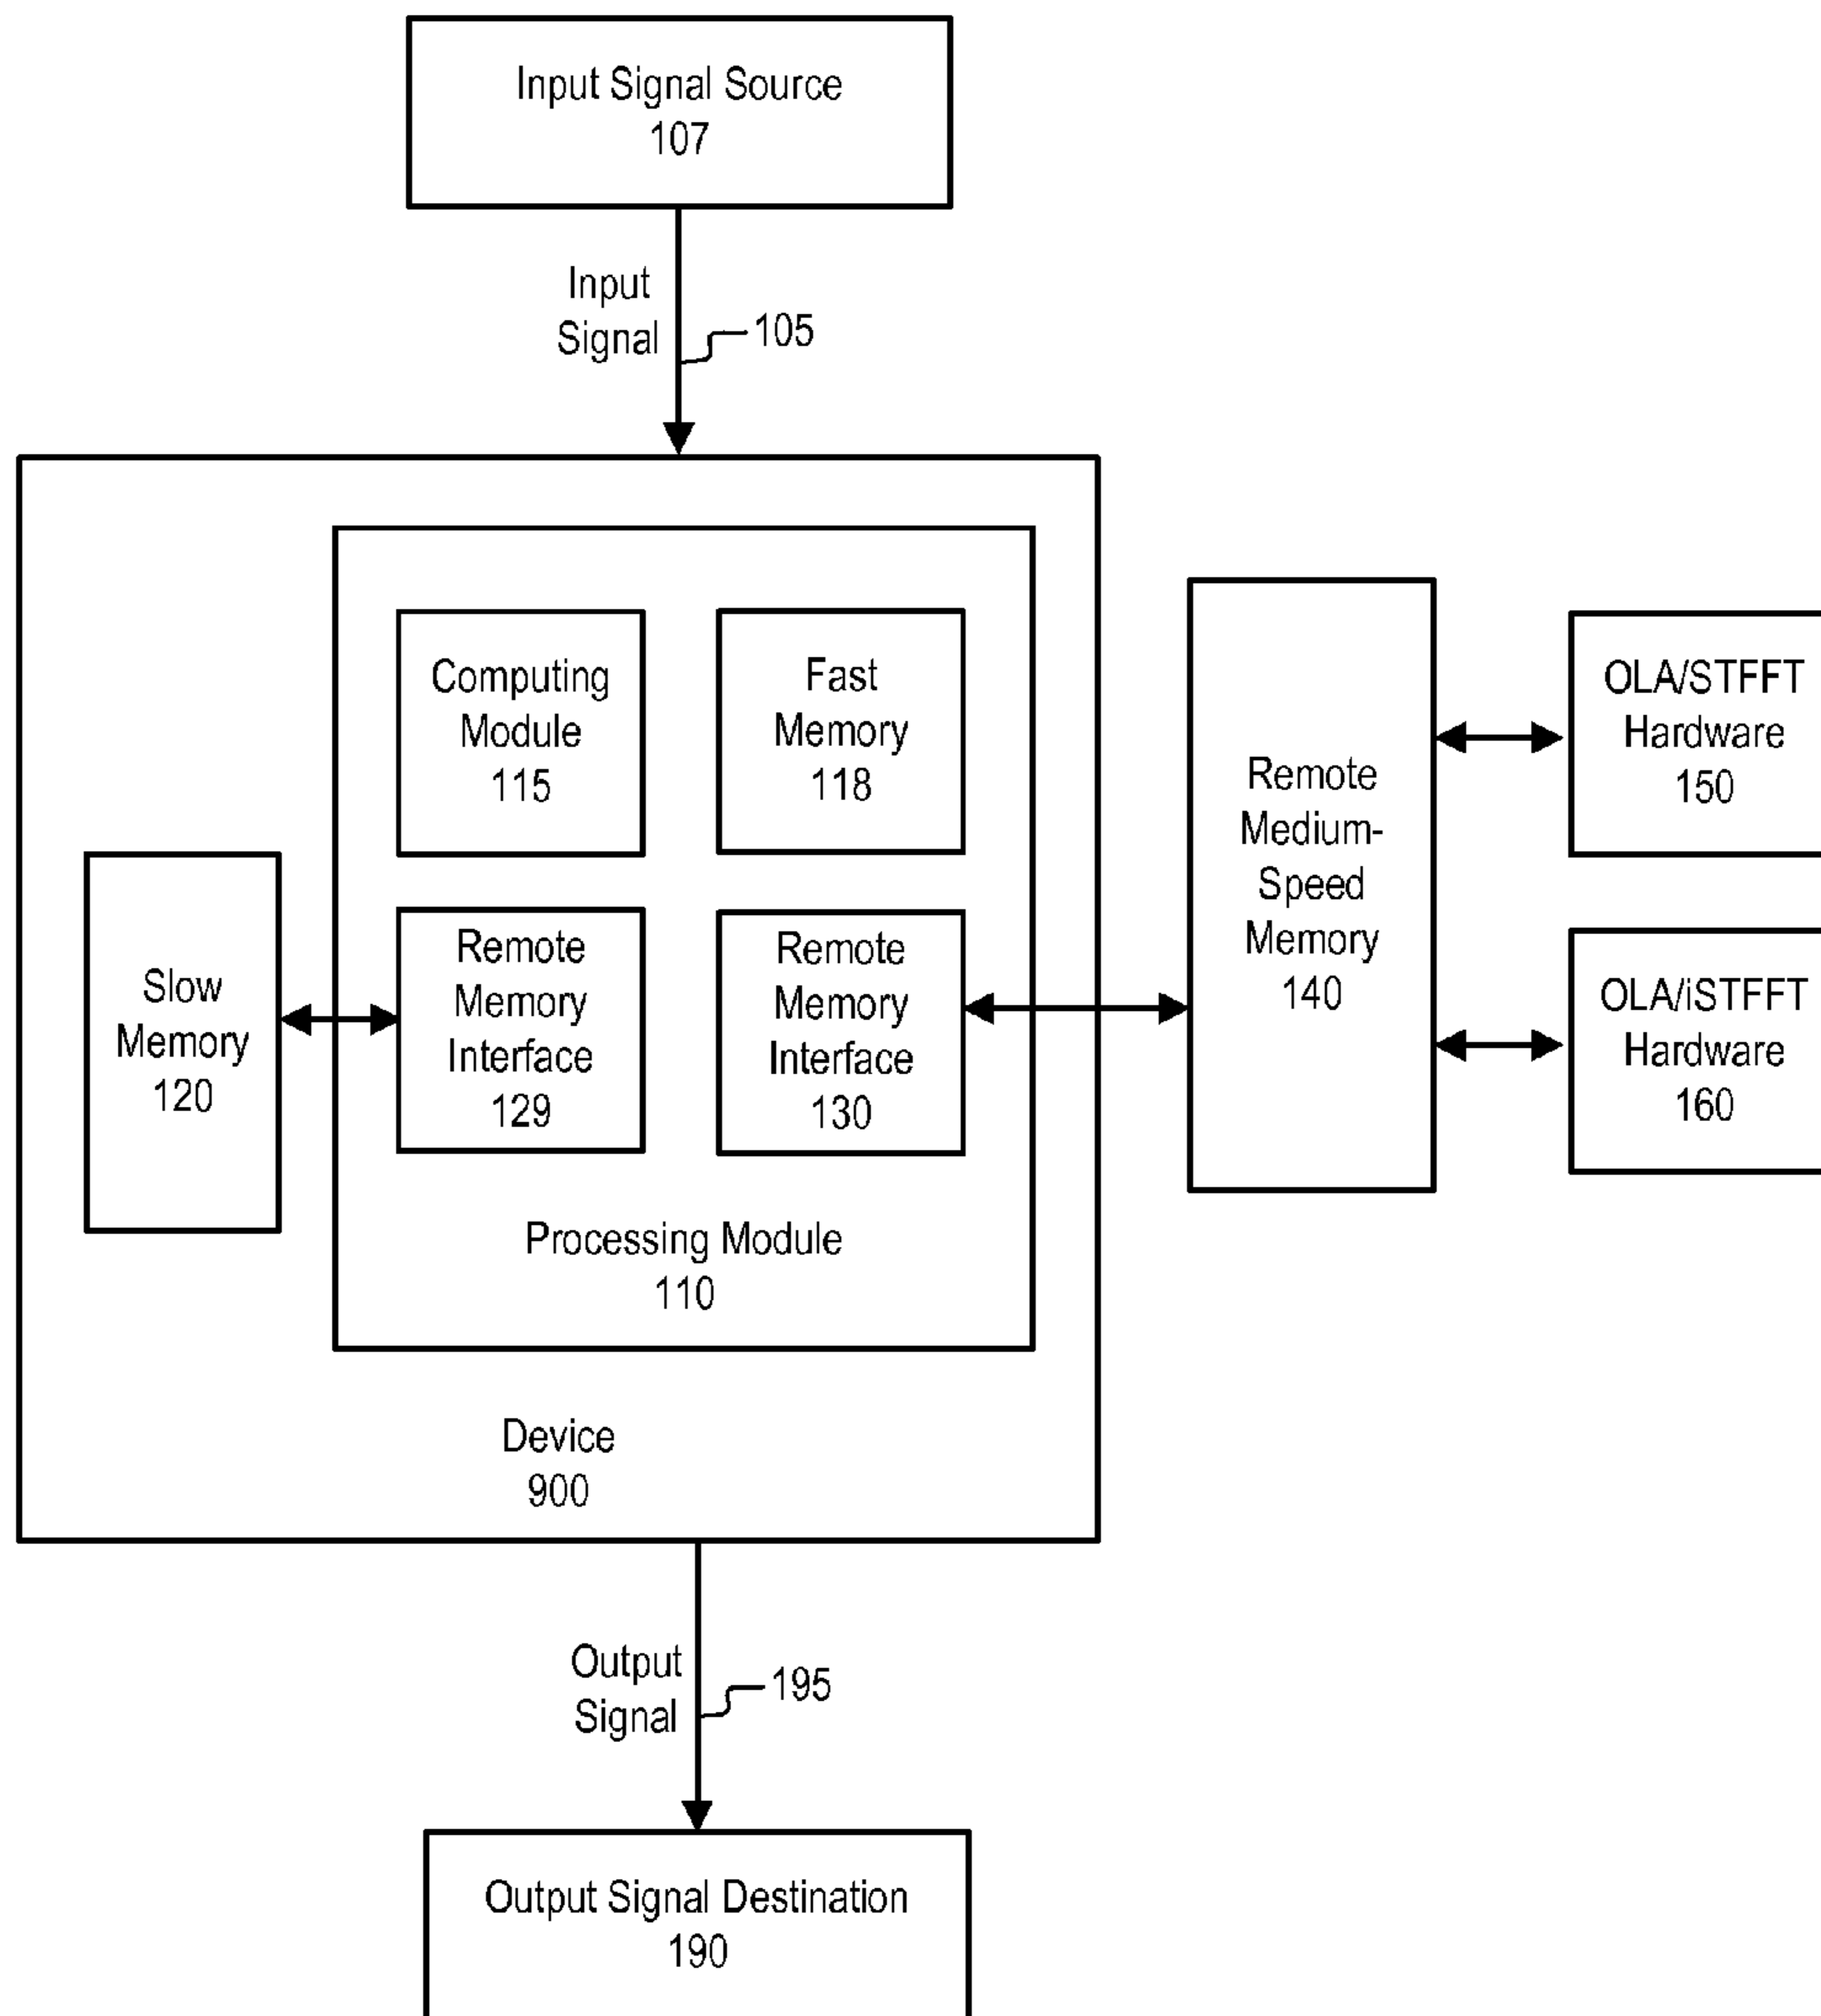 Input Signal Source
107
Input
Signal
105
Computing
Module
115
Fast
Memory
118
Slow
Memory
120
Remote
Memory
Interface
129
Remote
Memory
Interface
130
Processing Module
110
Device
900
Remote
Medium-
Speed
Memory
140
OLA/STFFT
Hardware
150
OLA/iSTFFT
Hardware
160
Output
Signal
195
Output Signal Destination
190